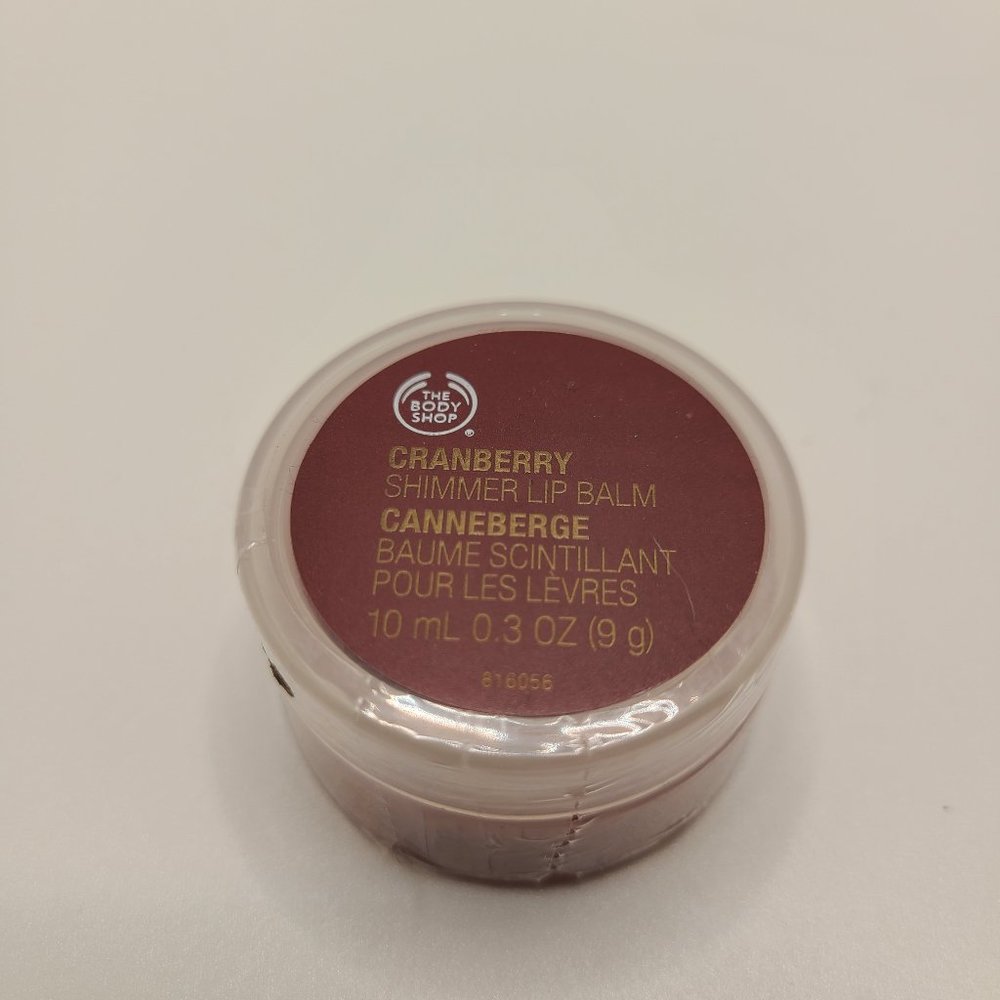 THE
BODY
SHOP®
CRANBERRY
SHIMMER LIP BALM
CANNEBERGE
BAUME SCINTILLANT
POUR LES LÈVRES
10 mL 0.3 OZ (9 g)
816056